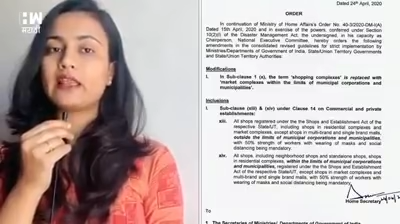 HW
मराठी
Dated 24th April, 2020
ORDER
In continuation of Ministry of Home Affairs's Order No. 40-3/2020-DM-I(A)
Dated 15th April, 2020 and in exercise of the powers, conferred under
Section 10(2)(l) of the Disaster Management Act, the undersigned, in his capacity as
Chairperson, National Executive Committee, hereby orders the following
amendments in the consolidated revised guidelines for strict implementation by
Ministries/Departments of Government of India, State/Union Territory Governments
and State/Union Territory Authorities:
Modifications
I. In Sub-clause 1 (x), the term 'shopping complexes' is replaced with
'market complexes within the limits of municipal corporations and
municipalities'.
Inclusions
I. Sub-clause (xiii) & (xiv) under Clause 14 on Commercial and private
establishments:
xiii. All shops registered under the Shops and Establishment Act of the
respective State/UT, including shops in residential complexes and
market complexes, except shops in multi-brand and single brand malls,
outside the limits of municipal corporations and municipalities,
with 50% strength of workers with wearing of masks and social
distancing being mandatory.
xiv. All shops, including neighborhood shops and standalone shops, shops
in residential complexes, within the limits of municipal corporations
and municipalities, registered under the Shops and Establishment Act
of the respective State/UT, except shops in market complexes and
multi-brand and single brand malls, with 50% strength of workers with
wearing of masks and social distancing being mandatory.
Home Secretary
To
1. The Secretaries of Ministries/ Departments of Government of India